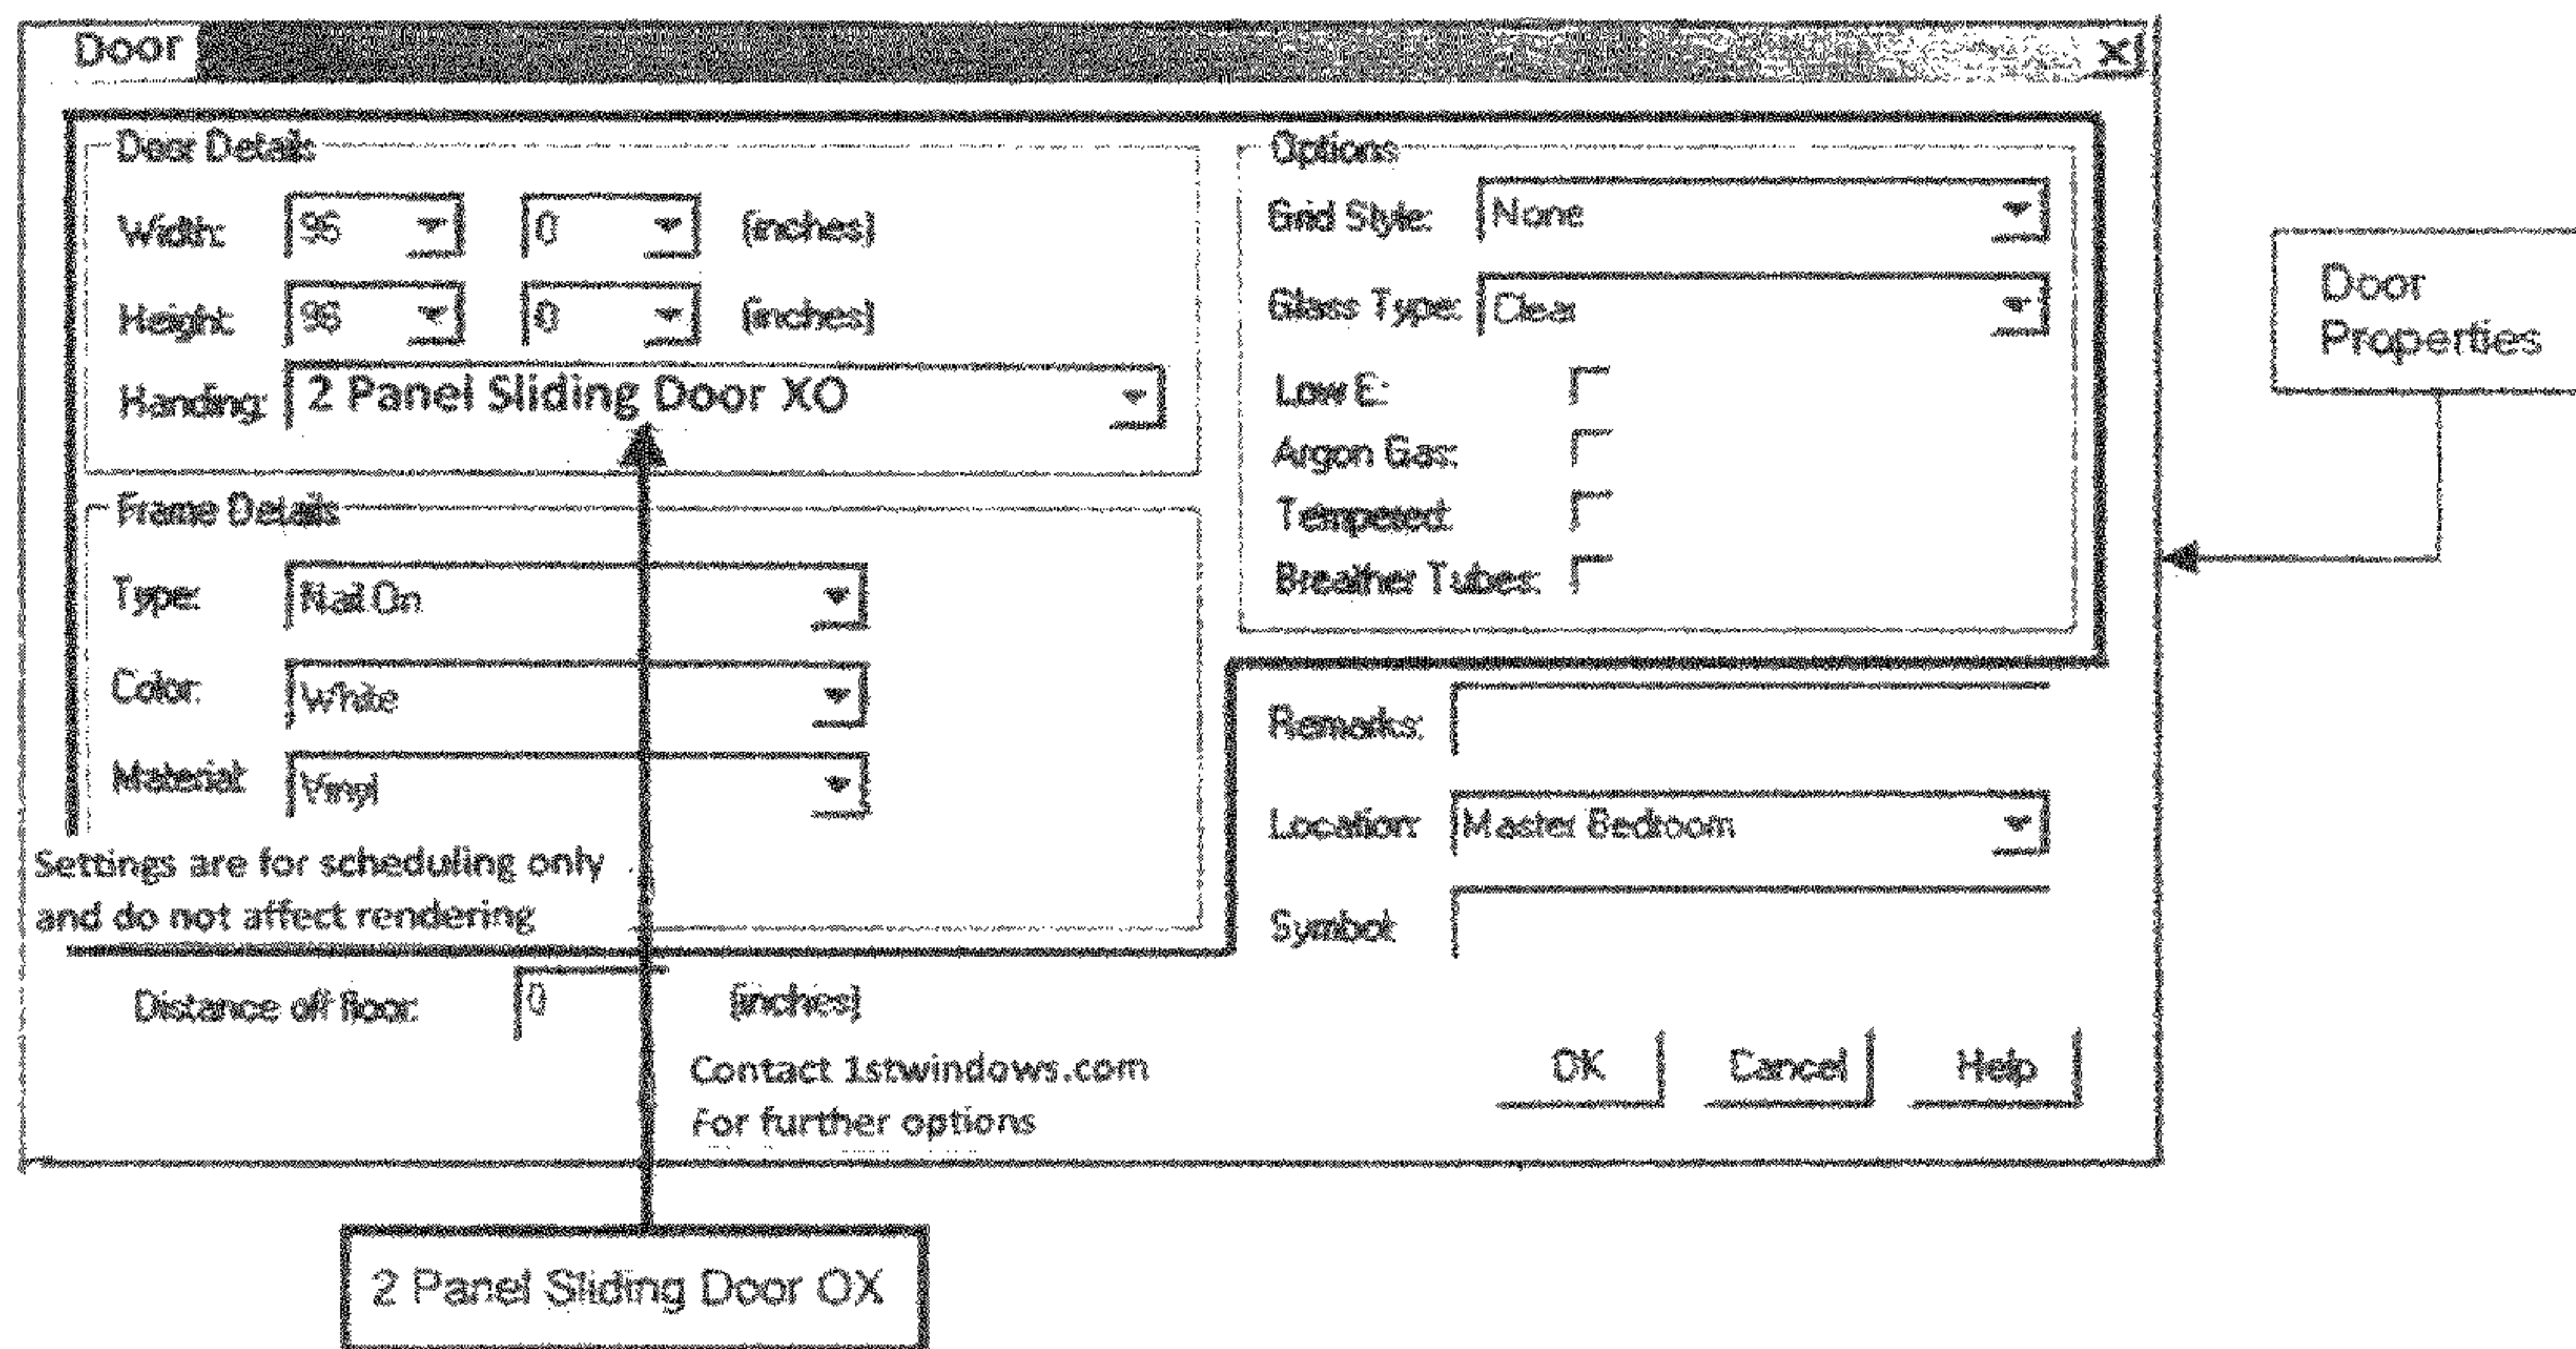 Door
X
Door Details
Width: 96 0 (inches)
Height: 96 0 (inches)
Handing: 2 Panel Sliding Door XO
Frame Details
Type: Nail On
Color: White
Material: Vinyl
Settings are for scheduling only
and do not affect rendering
Distance off floor: 0 (inches)
Contact 1stwindows.com
For further options
Options
Grid Style: None
Glass Type: Clear
Low E:
Argon Gas:
Tempered:
Breather Tubes:
Remarks:
Location: Master Bedroom
Symbol:
OK Cancel Help
Door
Properties
2 Panel Sliding Door OX